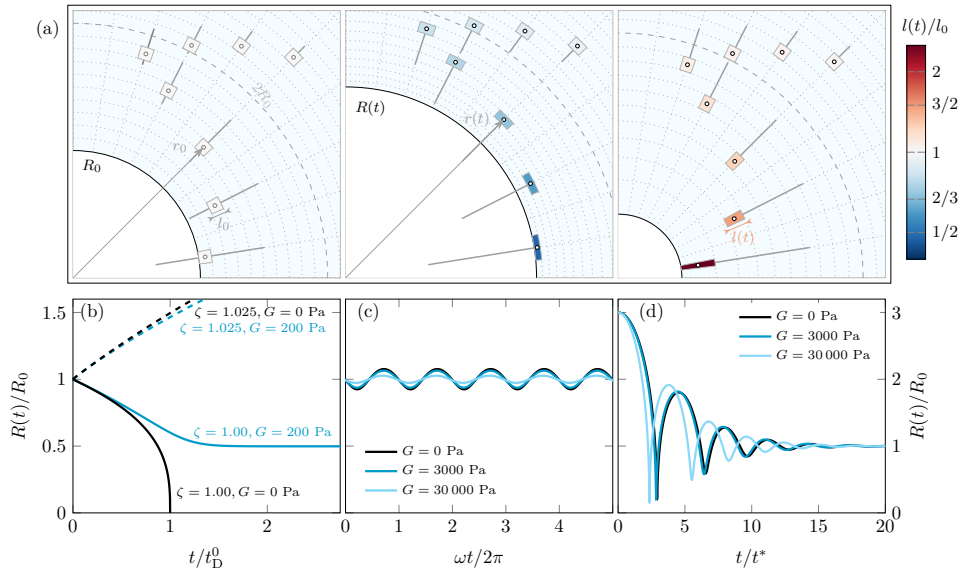 (a)
R₀
r₀
l₀
2R₀
R(t)
r(t)
l(t)
l(t)/l₀
2
3/2
1
2/3
1/2
(b)
ζ = 1.025, G = 0 Pa
ζ = 1.025, G = 200 Pa
ζ = 1.00, G = 200 Pa
ζ = 1.00, G = 0 Pa
R(t)/R₀
1.5
1
0.5
0
0 1 2
t/t_D^0
(c)
G = 0 Pa
G = 3000 Pa
G = 30 000 Pa
0 1 2 3 4
ωt/2π
(d)
G = 0 Pa
G = 3000 Pa
G = 30 000 Pa
3
2
1
0
R(t)/R₀
0 5 10 15 20
t/t*